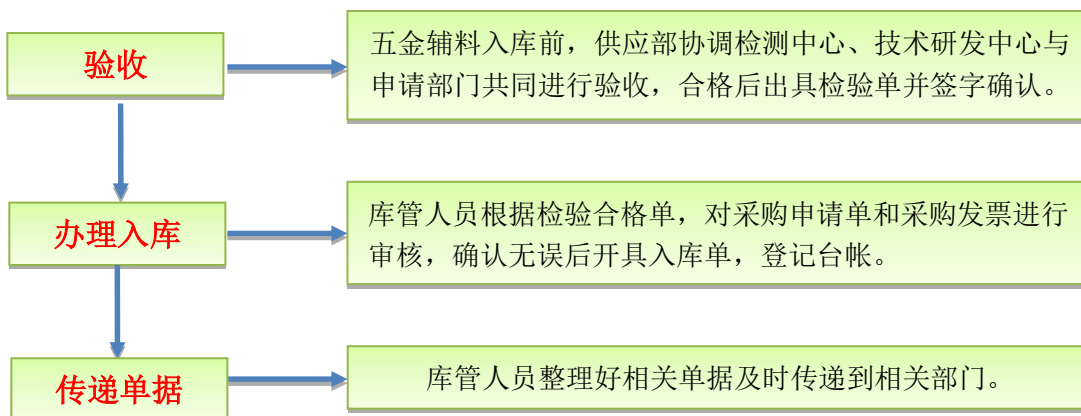 验收
五金辅料入库前，供应部协调检测中心、技术研发中心与
申请部门共同进行验收，合格后出具检验单并签字确认。
办理入库
库管人员根据检验合格单，对采购申请单和采购发票进行
审核，确认无误后开具入库单，登记台帐。
传递单据
库管人员整理好相关单据及时传递到相关部门。